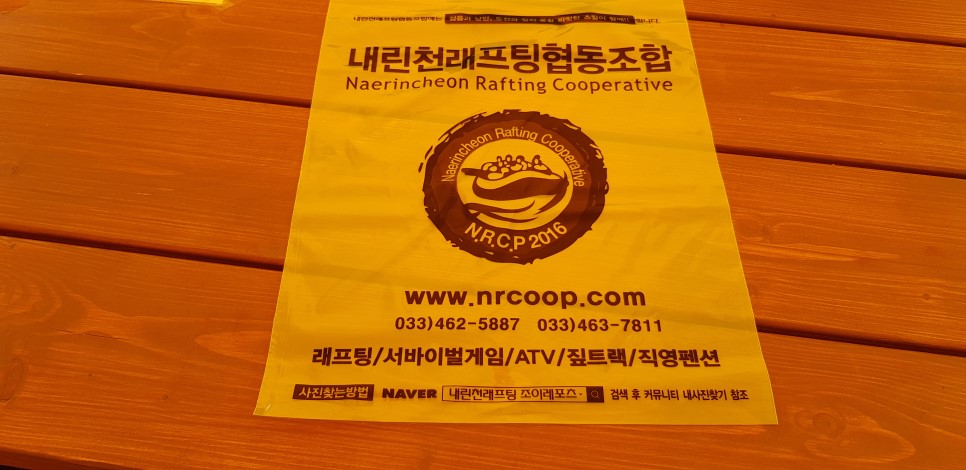 내린천래프팅협동조합
Naerincheon Rafting Cooperative
Naerincheon Rafting Cooperative
N.R.C.P 2016
www.nrcoop.com
033)462-5887 033)463-7811
래프팅/서바이벌게임/ATV/짚트랙/직영펜션
사진찾는방법 NAVER 내린천래프팅 조이레포츠 검색 후 커뮤니티 내사진찾기 참조